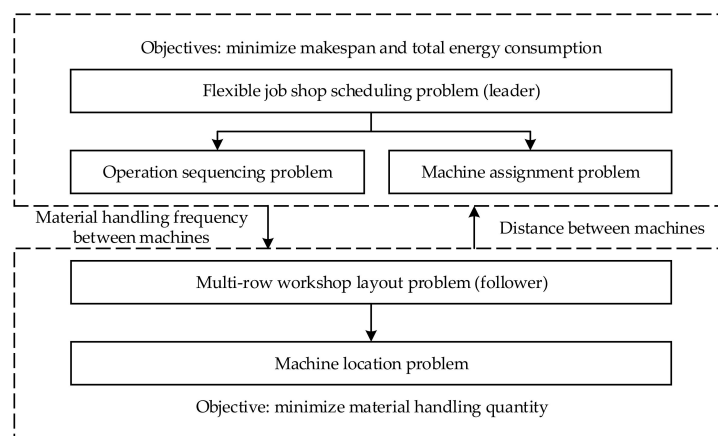 Objectives: minimize makespan and total energy consumption
Flexible job shop scheduling problem (leader)
Operation sequencing problem
Machine assignment problem
Material handling frequency
between machines
Distance between machines
Multi-row workshop layout problem (follower)
Machine location problem
Objective: minimize material handling quantity